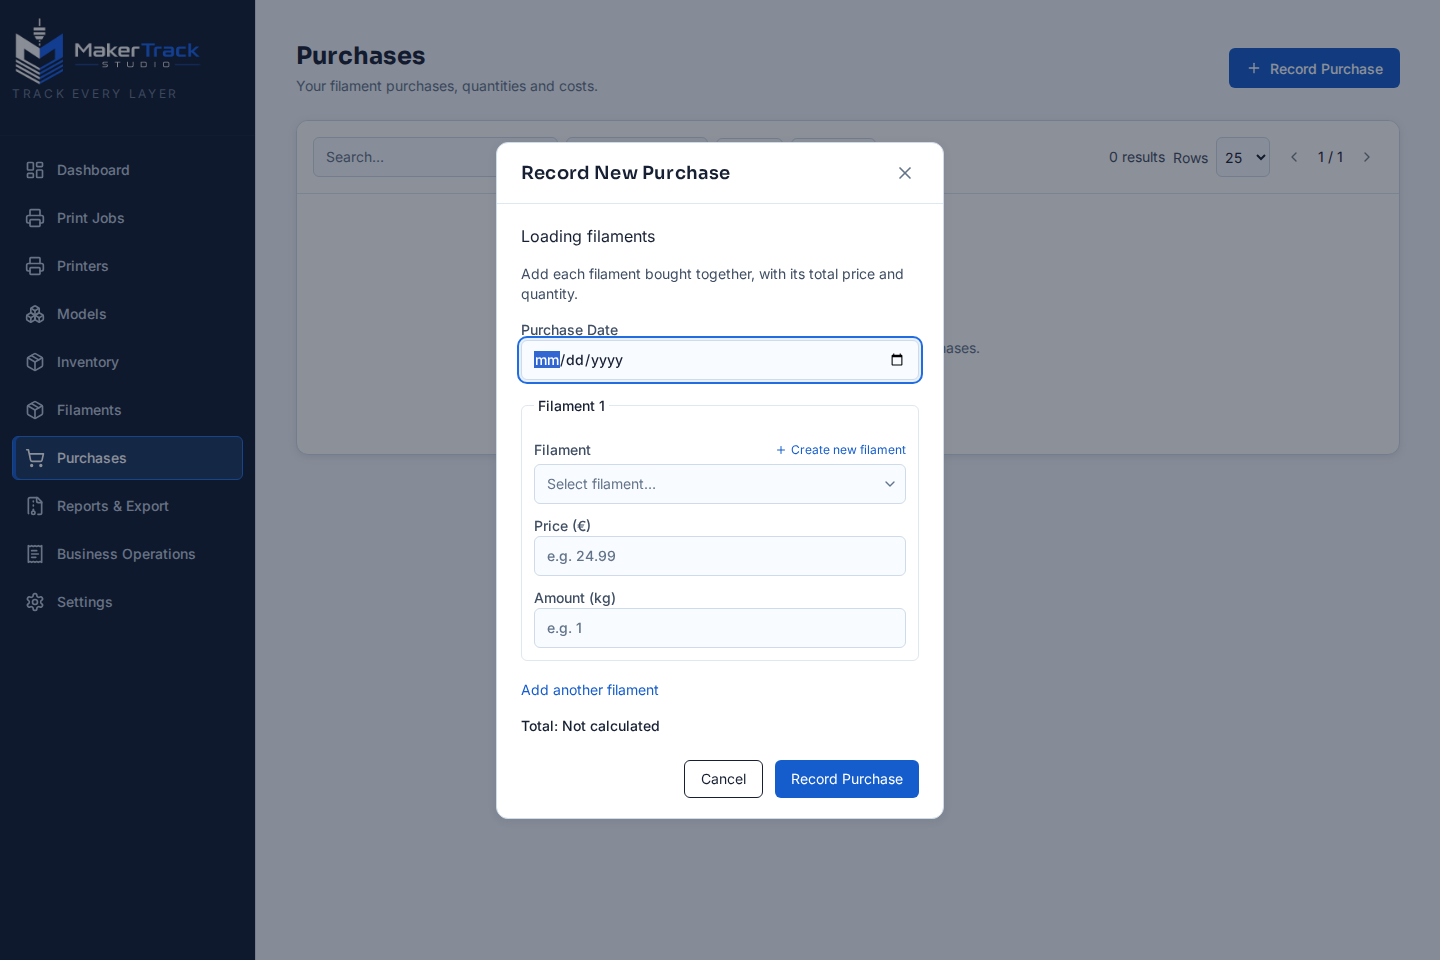 MakerTrack
STUDIO
TRACK EVERY LAYER
Dashboard
Print Jobs
Printers
Models
Inventory
Filaments
Purchases
Reports & Export
Business Operations
Settings
Purchases
Your filament purchases, quantities and costs.
+ Record Purchase
Search...
0 results Rows 25 1 / 1
Record New Purchase
Loading filaments
Add each filament bought together, with its total price and
quantity.
Purchase Date
mm/dd/yyyy
Filament 1
Filament
+ Create new filament
Select filament...
Price (€)
e.g. 24.99
Amount (kg)
e.g. 1
Add another filament
Total: Not calculated
Cancel
Record Purchase